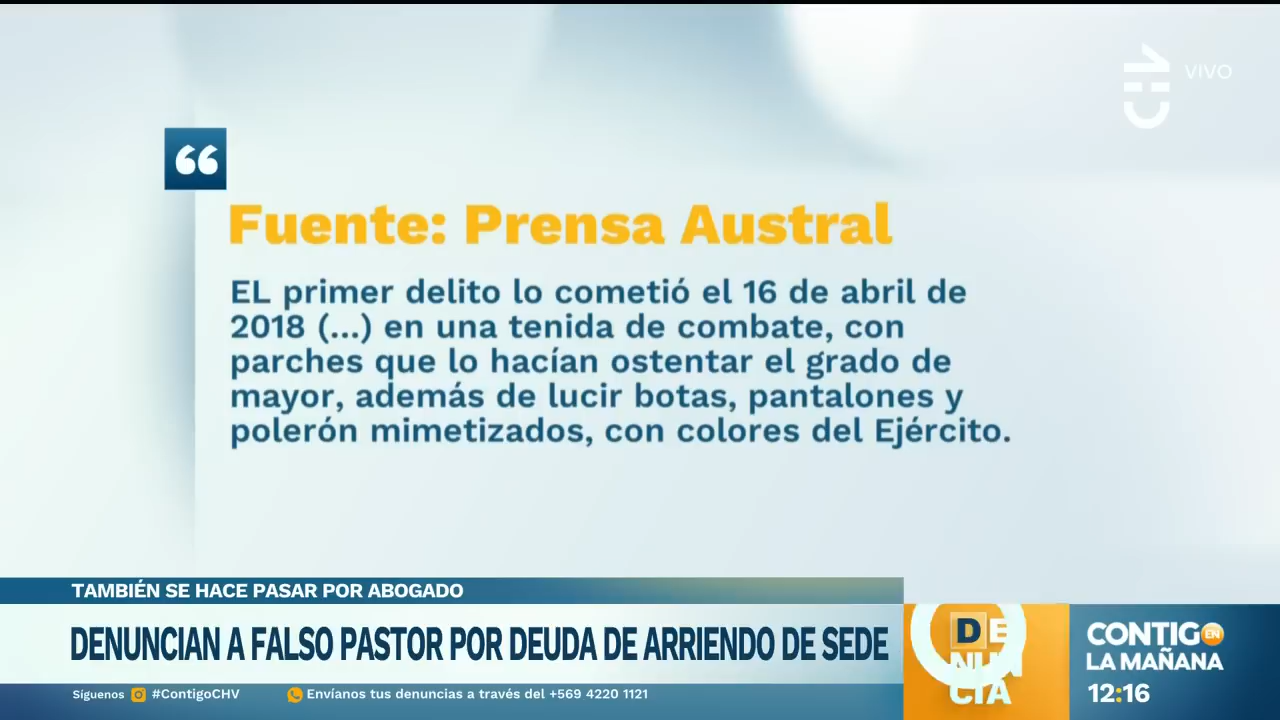 CHV VIVO
“
Fuente: Prensa Austral
EL primer delito lo cometió el 16 de abril de
2018 (...) en una tenida de combate, con
parches que lo hacían ostentar el grado de
mayor, además de lucir botas, pantalones y
polerón mimetizados, con colores del Ejército.
TAMBIÉN SE HACE PASAR POR ABOGADO
DENUNCIAN A FALSO PASTOR POR DEUDA DE ARRIENDO DE SEDE
Síguenos #ContigoCHV Envíanos tus denuncias a través del +569 4220 1121
DE
NUN
CIA
CONTIGO EN
LA MAÑANA
12:16